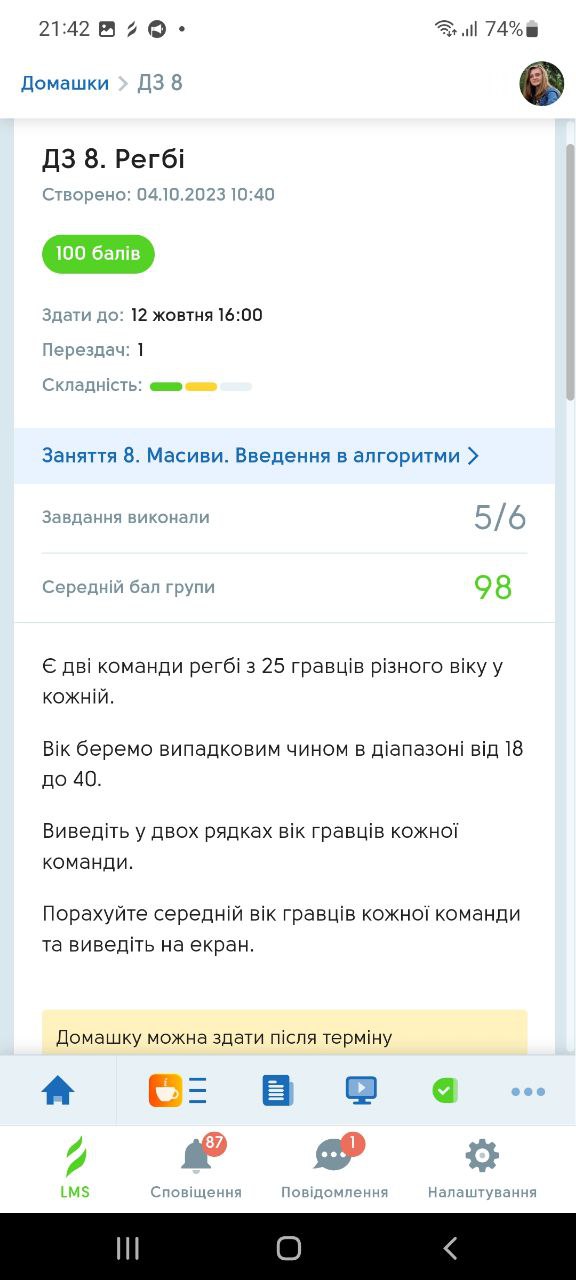 21:42
74%
Домашки > ДЗ 8
ДЗ 8. Регбі
Створено: 04.10.2023 10:40
100 балів
Здати до: 12 жовтня 16:00
Перездач: 1
Складність:
Заняття 8. Масиви. Введення в алгоритми >
Завдання виконали 5/6
Середній бал групи 98
Є дві команди регбі з 25 гравців різного віку у
кожній.
Вік беремо випадковим чином в діапазоні від 18
до 40.
Виведіть у двох рядках вік гравців кожної
команди.
Порахуйте середній вік гравців кожної команди
та виведіть на екран.
Домашку можна здати після терміну
87 1
LMS Сповіщення Повідомлення Налаштування